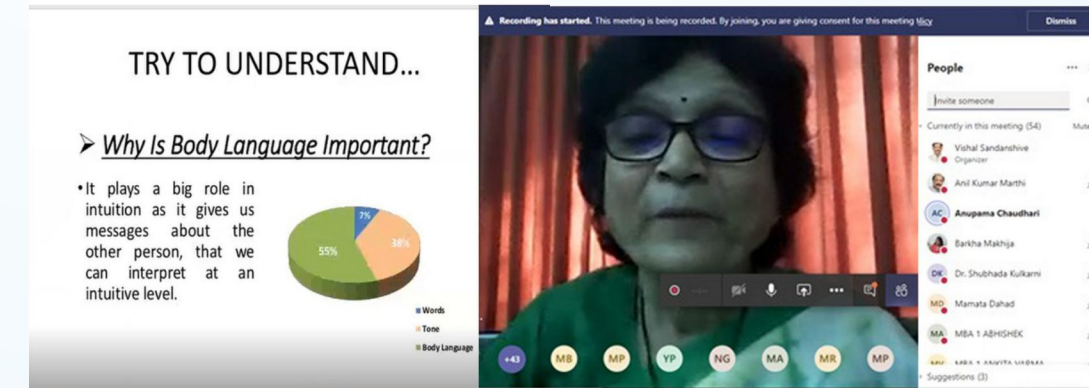 TRY TO UNDERSTAND...
➢ Why Is Body Language Important?
•It plays a big role in
intuition as it gives us
messages about the
other person, that we
can interpret at an
intuitive level.
7%
38%
55%
Words
Tone
Body Language
Recording has started. This meeting is being recorded. By joining, you are giving consent for this meeting
Dismiss
People
...
Invite someone
Currently in this meeting (54)
Mute
Vishal Sandanshive
Organizer
Anil Kumar Marthi
AC Anupama Chaudhari
Barkha Makhija
DK Dr. Shubhada Kulkarni
MD Mamata Dahad
MA MBA 1 ABHISHEK
MBA 1 ANKITA VARMA
Suggestions (3)
+43 MB MP YP NG MA MR MP